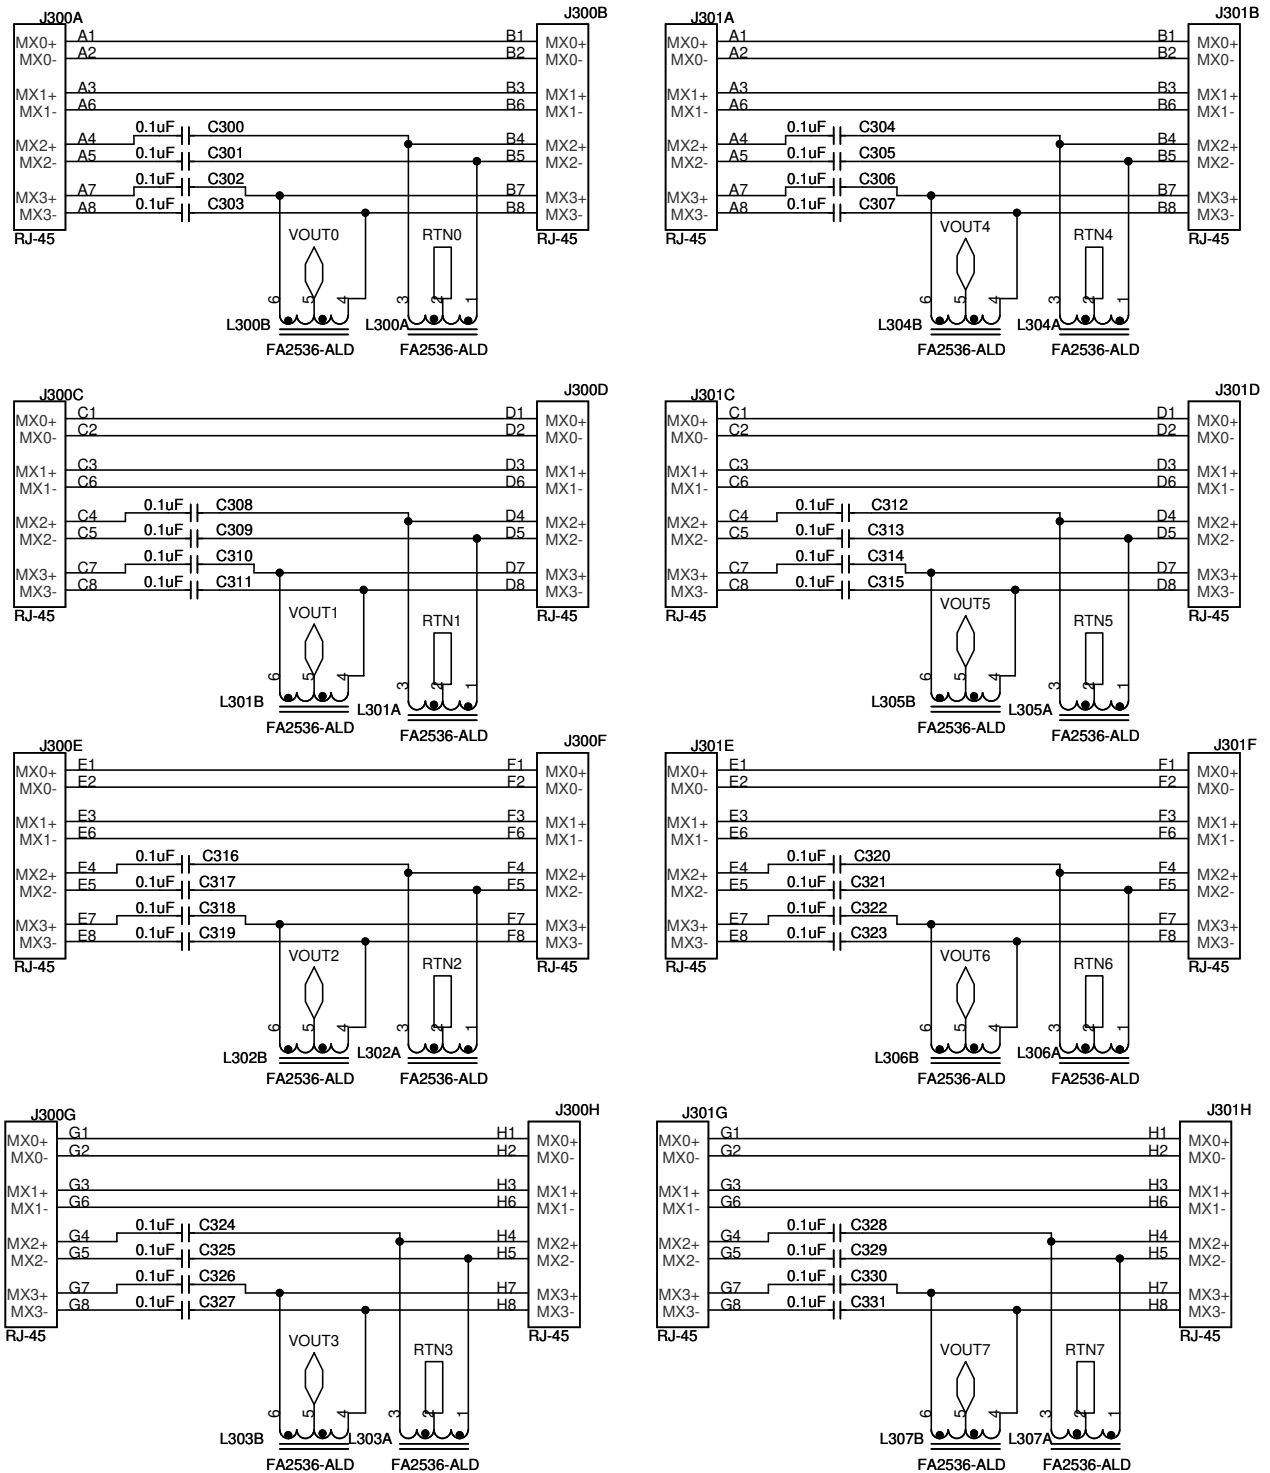 J300A J300B
MX0+ A1 B1 MX0+
MX0- A2 B2 MX0-
MX1+ A3 B3 MX1+
MX1- A6 B6 MX1-
0.1uF C300
MX2+ A4 B4 MX2+
MX2- A5 0.1uF C301 B5 MX2-
0.1uF C302
MX3+ A7 B7 MX3+
MX3- A8 0.1uF C303 B8 MX3-
RJ-45 VOUT0 RTN0 RJ-45
6 5 4 3 2 1
L300B L300A
FA2536-ALD FA2536-ALD
J301A J301B
MX0+ A1 B1 MX0+
MX0- A2 B2 MX0-
MX1+ A3 B3 MX1+
MX1- A6 B6 MX1-
0.1uF C304
MX2+ A4 B4 MX2+
MX2- A5 0.1uF C305 B5 MX2-
0.1uF C306
MX3+ A7 B7 MX3+
MX3- A8 0.1uF C307 B8 MX3-
RJ-45 VOUT4 RTN4 RJ-45
6 5 4 3 2 1
L304B L304A
FA2536-ALD FA2536-ALD
J300C J300D
MX0+ C1 D1 MX0+
MX0- C2 D2 MX0-
MX1+ C3 D3 MX1+
MX1- C6 D6 MX1-
0.1uF C308
MX2+ C4 D4 MX2+
MX2- C5 0.1uF C309 D5 MX2-
0.1uF C310
MX3+ C7 D7 MX3+
MX3- C8 0.1uF C311 D8 MX3-
RJ-45 VOUT1 RTN1 RJ-45
6 5 4 3 2 1
L301B L301A
FA2536-ALD FA2536-ALD
J301C J301D
MX0+ C1 D1 MX0+
MX0- C2 D2 MX0-
MX1+ C3 D3 MX1+
MX1- C6 D6 MX1-
0.1uF C312
MX2+ C4 D4 MX2+
MX2- C5 0.1uF C313 D5 MX2-
0.1uF C314
MX3+ C7 D7 MX3+
MX3- C8 0.1uF C315 D8 MX3-
RJ-45 VOUT5 RTN5 RJ-45
6 5 4 3 2 1
L305B L305A
FA2536-ALD FA2536-ALD
J300E J300F
MX0+ E1 F1 MX0+
MX0- E2 F2 MX0-
MX1+ E3 F3 MX1+
MX1- E6 F6 MX1-
0.1uF C316
MX2+ E4 F4 MX2+
MX2- E5 0.1uF C317 F5 MX2-
0.1uF C318
MX3+ E7 F7 MX3+
MX3- E8 0.1uF C319 F8 MX3-
RJ-45 VOUT2 RTN2 RJ-45
6 5 4 3 2 1
L302B L302A
FA2536-ALD FA2536-ALD
J301E J301F
MX0+ E1 F1 MX0+
MX0- E2 F2 MX0-
MX1+ E3 F3 MX1+
MX1- E6 F6 MX1-
0.1uF C320
MX2+ E4 F4 MX2+
MX2- E5 0.1uF C321 F5 MX2-
0.1uF C322
MX3+ E7 F7 MX3+
MX3- E8 0.1uF C323 F8 MX3-
RJ-45 VOUT6 RTN6 RJ-45
6 5 4 3 2 1
L306B L306A
FA2536-ALD FA2536-ALD
J300G J300H
MX0+ G1 H1 MX0+
MX0- G2 H2 MX0-
MX1+ G3 H3 MX1+
MX1- G6 H6 MX1-
0.1uF C324
MX2+ G4 H4 MX2+
MX2- G5 0.1uF C325 H5 MX2-
0.1uF C326
MX3+ G7 H7 MX3+
MX3- G8 0.1uF C327 H8 MX3-
RJ-45 VOUT3 RTN3 RJ-45
6 5 4 3 2 1
L303B L303A
FA2536-ALD FA2536-ALD
J301G J301H
MX0+ G1 H1 MX0+
MX0- G2 H2 MX0-
MX1+ G3 H3 MX1+
MX1- G6 H6 MX1-
0.1uF C328
MX2+ G4 H4 MX2+
MX2- G5 0.1uF C329 H5 MX2-
0.1uF C330
MX3+ G7 H7 MX3+
MX3- G8 0.1uF C331 H8 MX3-
RJ-45 VOUT7 RTN7 RJ-45
6 5 4 3 2 1
L307B L307A
FA2536-ALD FA2536-ALD